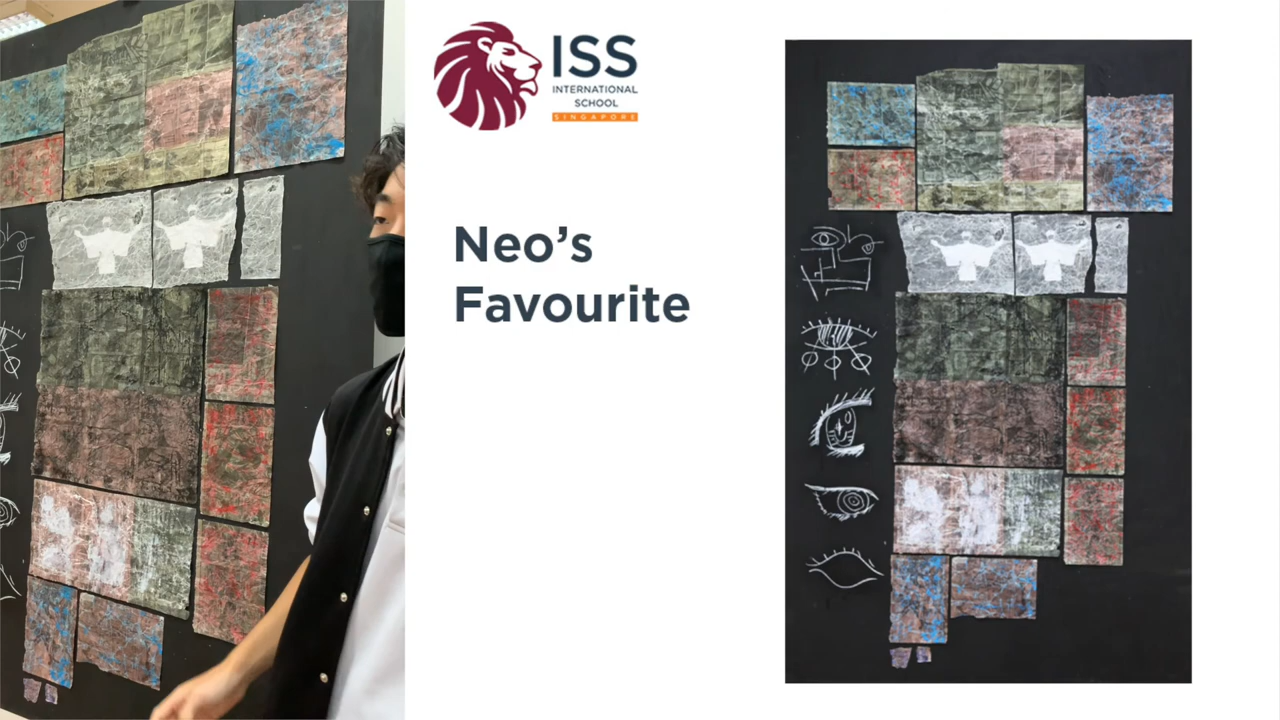 ISS
INTERNATIONAL
SCHOOL
SINGAPORE
Neo’s
Favourite